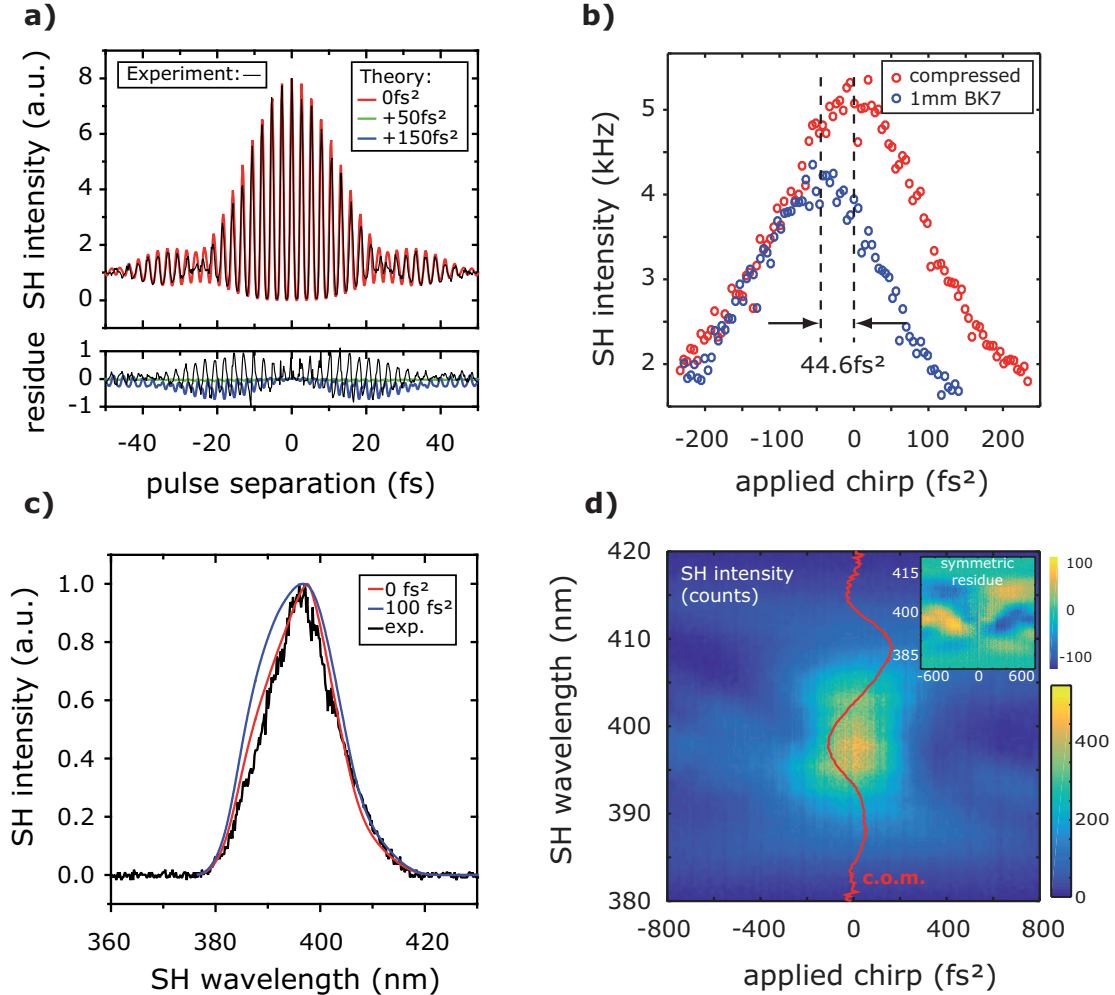 a)
Experiment: —
Theory:
0fs²
+50fs²
+150fs²
SH intensity (a.u.)
8
6
4
2
0
residue
1
0
-1
-40 -20 0 20 40
pulse separation (fs)
b)
compressed
1mm BK7
SH intensity (kHz)
5
4
3
2
44.6fs²
-200 -100 0 100 200
applied chirp (fs²)
c)
0 fs²
100 fs²
exp.
SH intensity (a.u.)
1.0
0.8
0.6
0.4
0.2
0.0
360 380 400 420
SH wavelength (nm)
d)
SH intensity
(counts)
symmetric
residue
415
400
385
-600 0 600
100
0
-100
SH wavelength (nm)
420
410
400
390
380
c.o.m.
400
200
0
-800 -400 0 400 800
applied chirp (fs²)